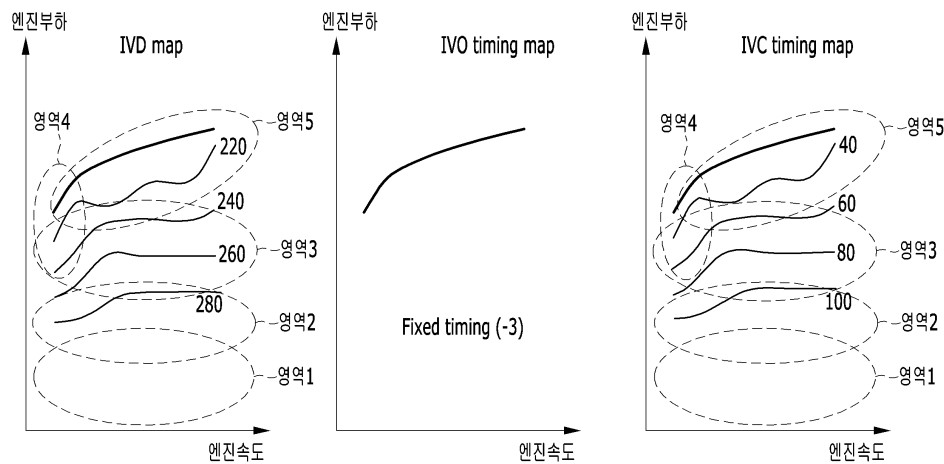 엔진부하
IVD map
영역4
영역5
220
240
260
영역3
280
영역2
영역1
엔진속도
엔진부하
IVO timing map
Fixed timing (-3)
엔진속도
엔진부하
IVC timing map
영역4
영역5
40
60
80
영역3
100
영역2
영역1
엔진속도